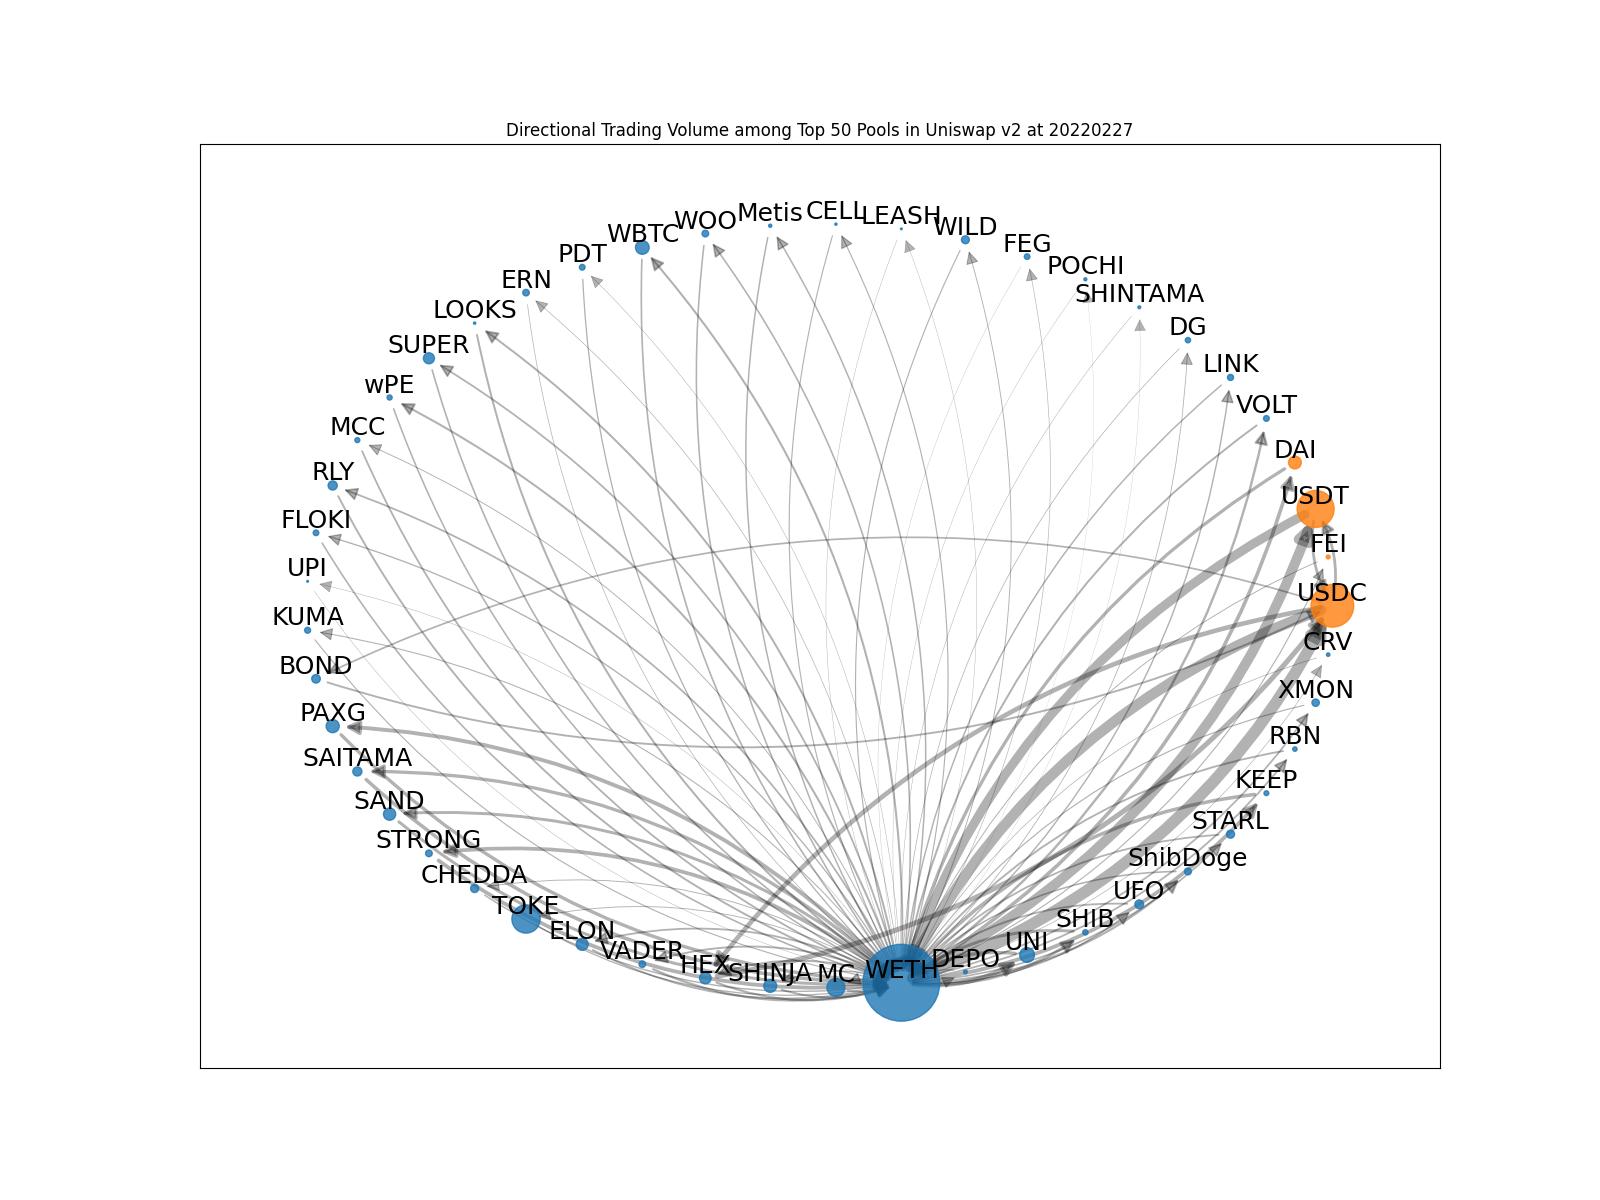 Directional Trading Volume among Top 50 Pools in Uniswap v2 at 20220227
CELL
Metis
LEASH
WOO
WILD
WBTC
FEG
PDT
POCHI
ERN
SHINTAMA
LOOKS
DG
SUPER
LINK
wPE
VOLT
MCC
DAI
RLY
USDT
FLOKI
FEI
UPI
USDC
KUMA
CRV
BOND
XMON
PAXG
RBN
SAITAMA
KEEP
SAND
STARL
STRONG
ShibDoge
CHEDDA
UFO
TOKE
SHIB
ELON
UNI
VADER
DEPO
HEX
WETH
SHINJA
MC